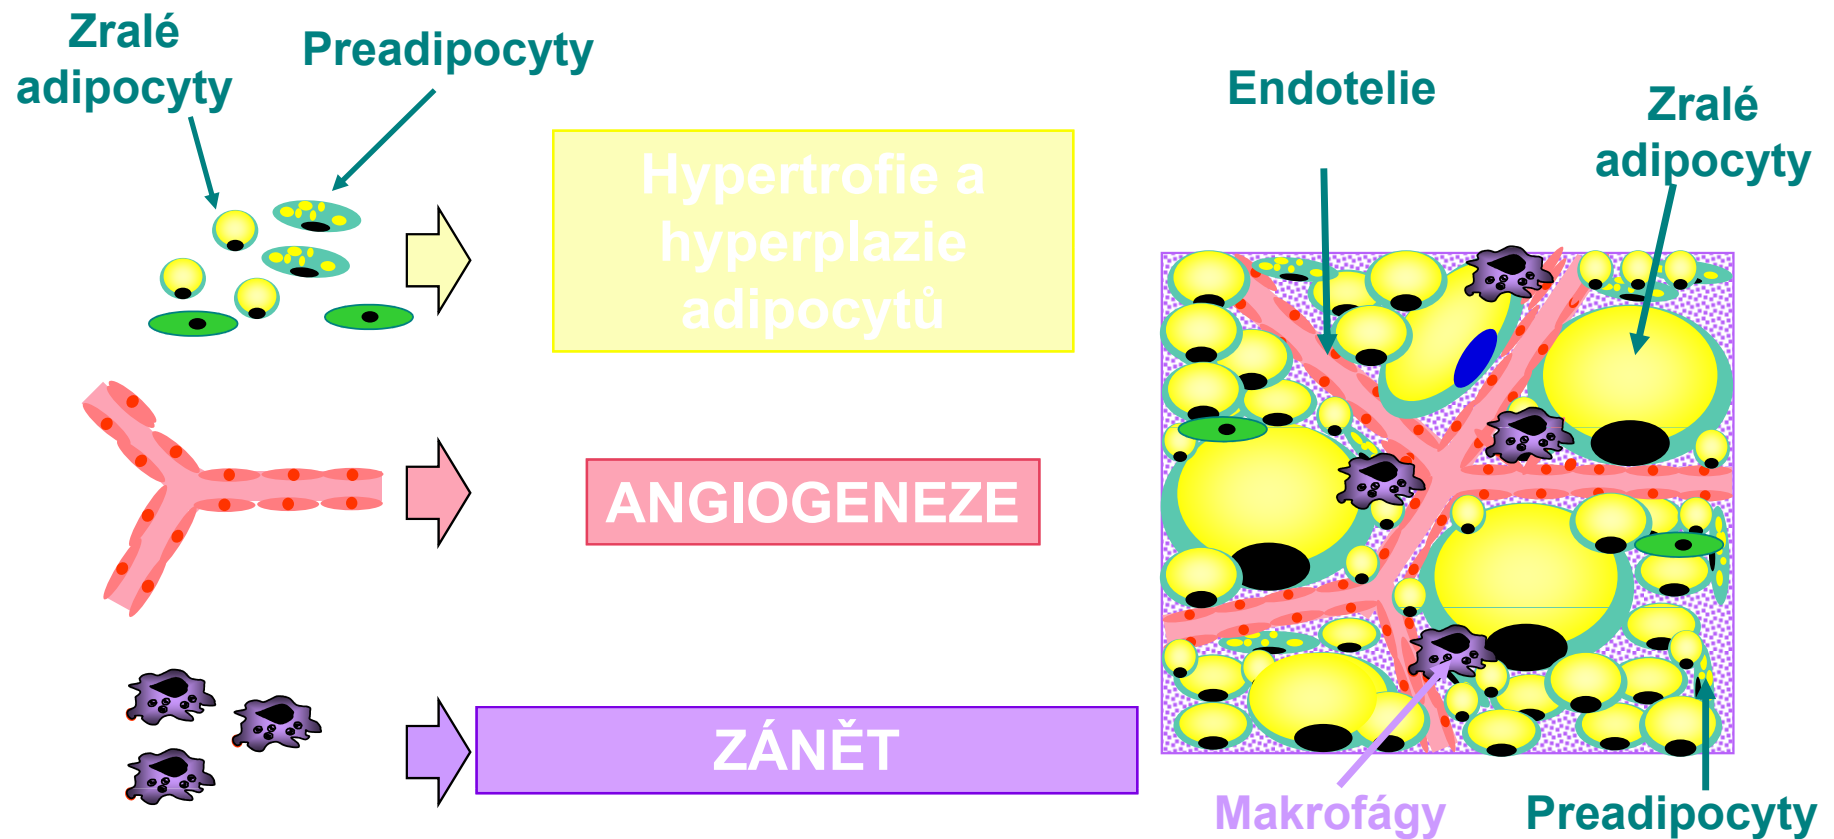 Zralé
adipocyty
Preadipocyty
Hypertrofie a
hyperplazie
adipocytů
ANGIOGENEZE
ZÁNĚT
Endotelie
Zralé
adipocyty
Makrofágy
Preadipocyty